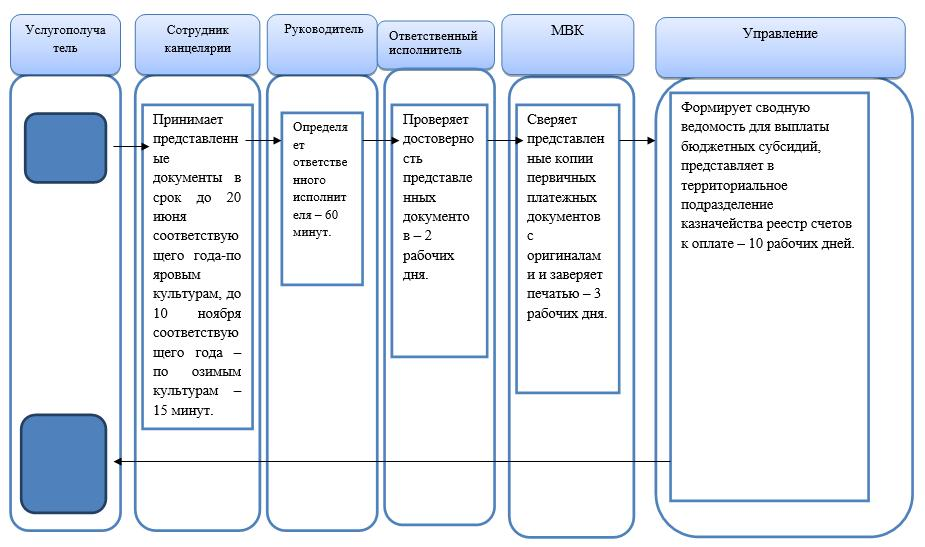 Услугополуча
тель
Сотрудник
канцелярии
Руководитель
Ответственный
исполнитель
МВК
Управление
Принимает
представленн
ые
документы в
срок до 20
июня
соответствую
щего года-по
яровым
культурам, до
10 ноября
соответствую
щего года –
по озимым
культурам –
15 минут.
Определя
ет
ответстве
нного
исполнит
еля – 60
минут.
Проверяет
достоверно
сть
представле
нных
документо
в – 2
рабочих
дня.
Сверяет
представлен
ные копии
первичных
платежных
документов
с
оригиналам
и и заверяет
печатью – 3
рабочих дня.
Формирует сводную
ведомость для выплаты
бюджетных субсидий,
представляет в
территориальное
подразделение
казначейства реестр счетов
к оплате – 10 рабочих дней.